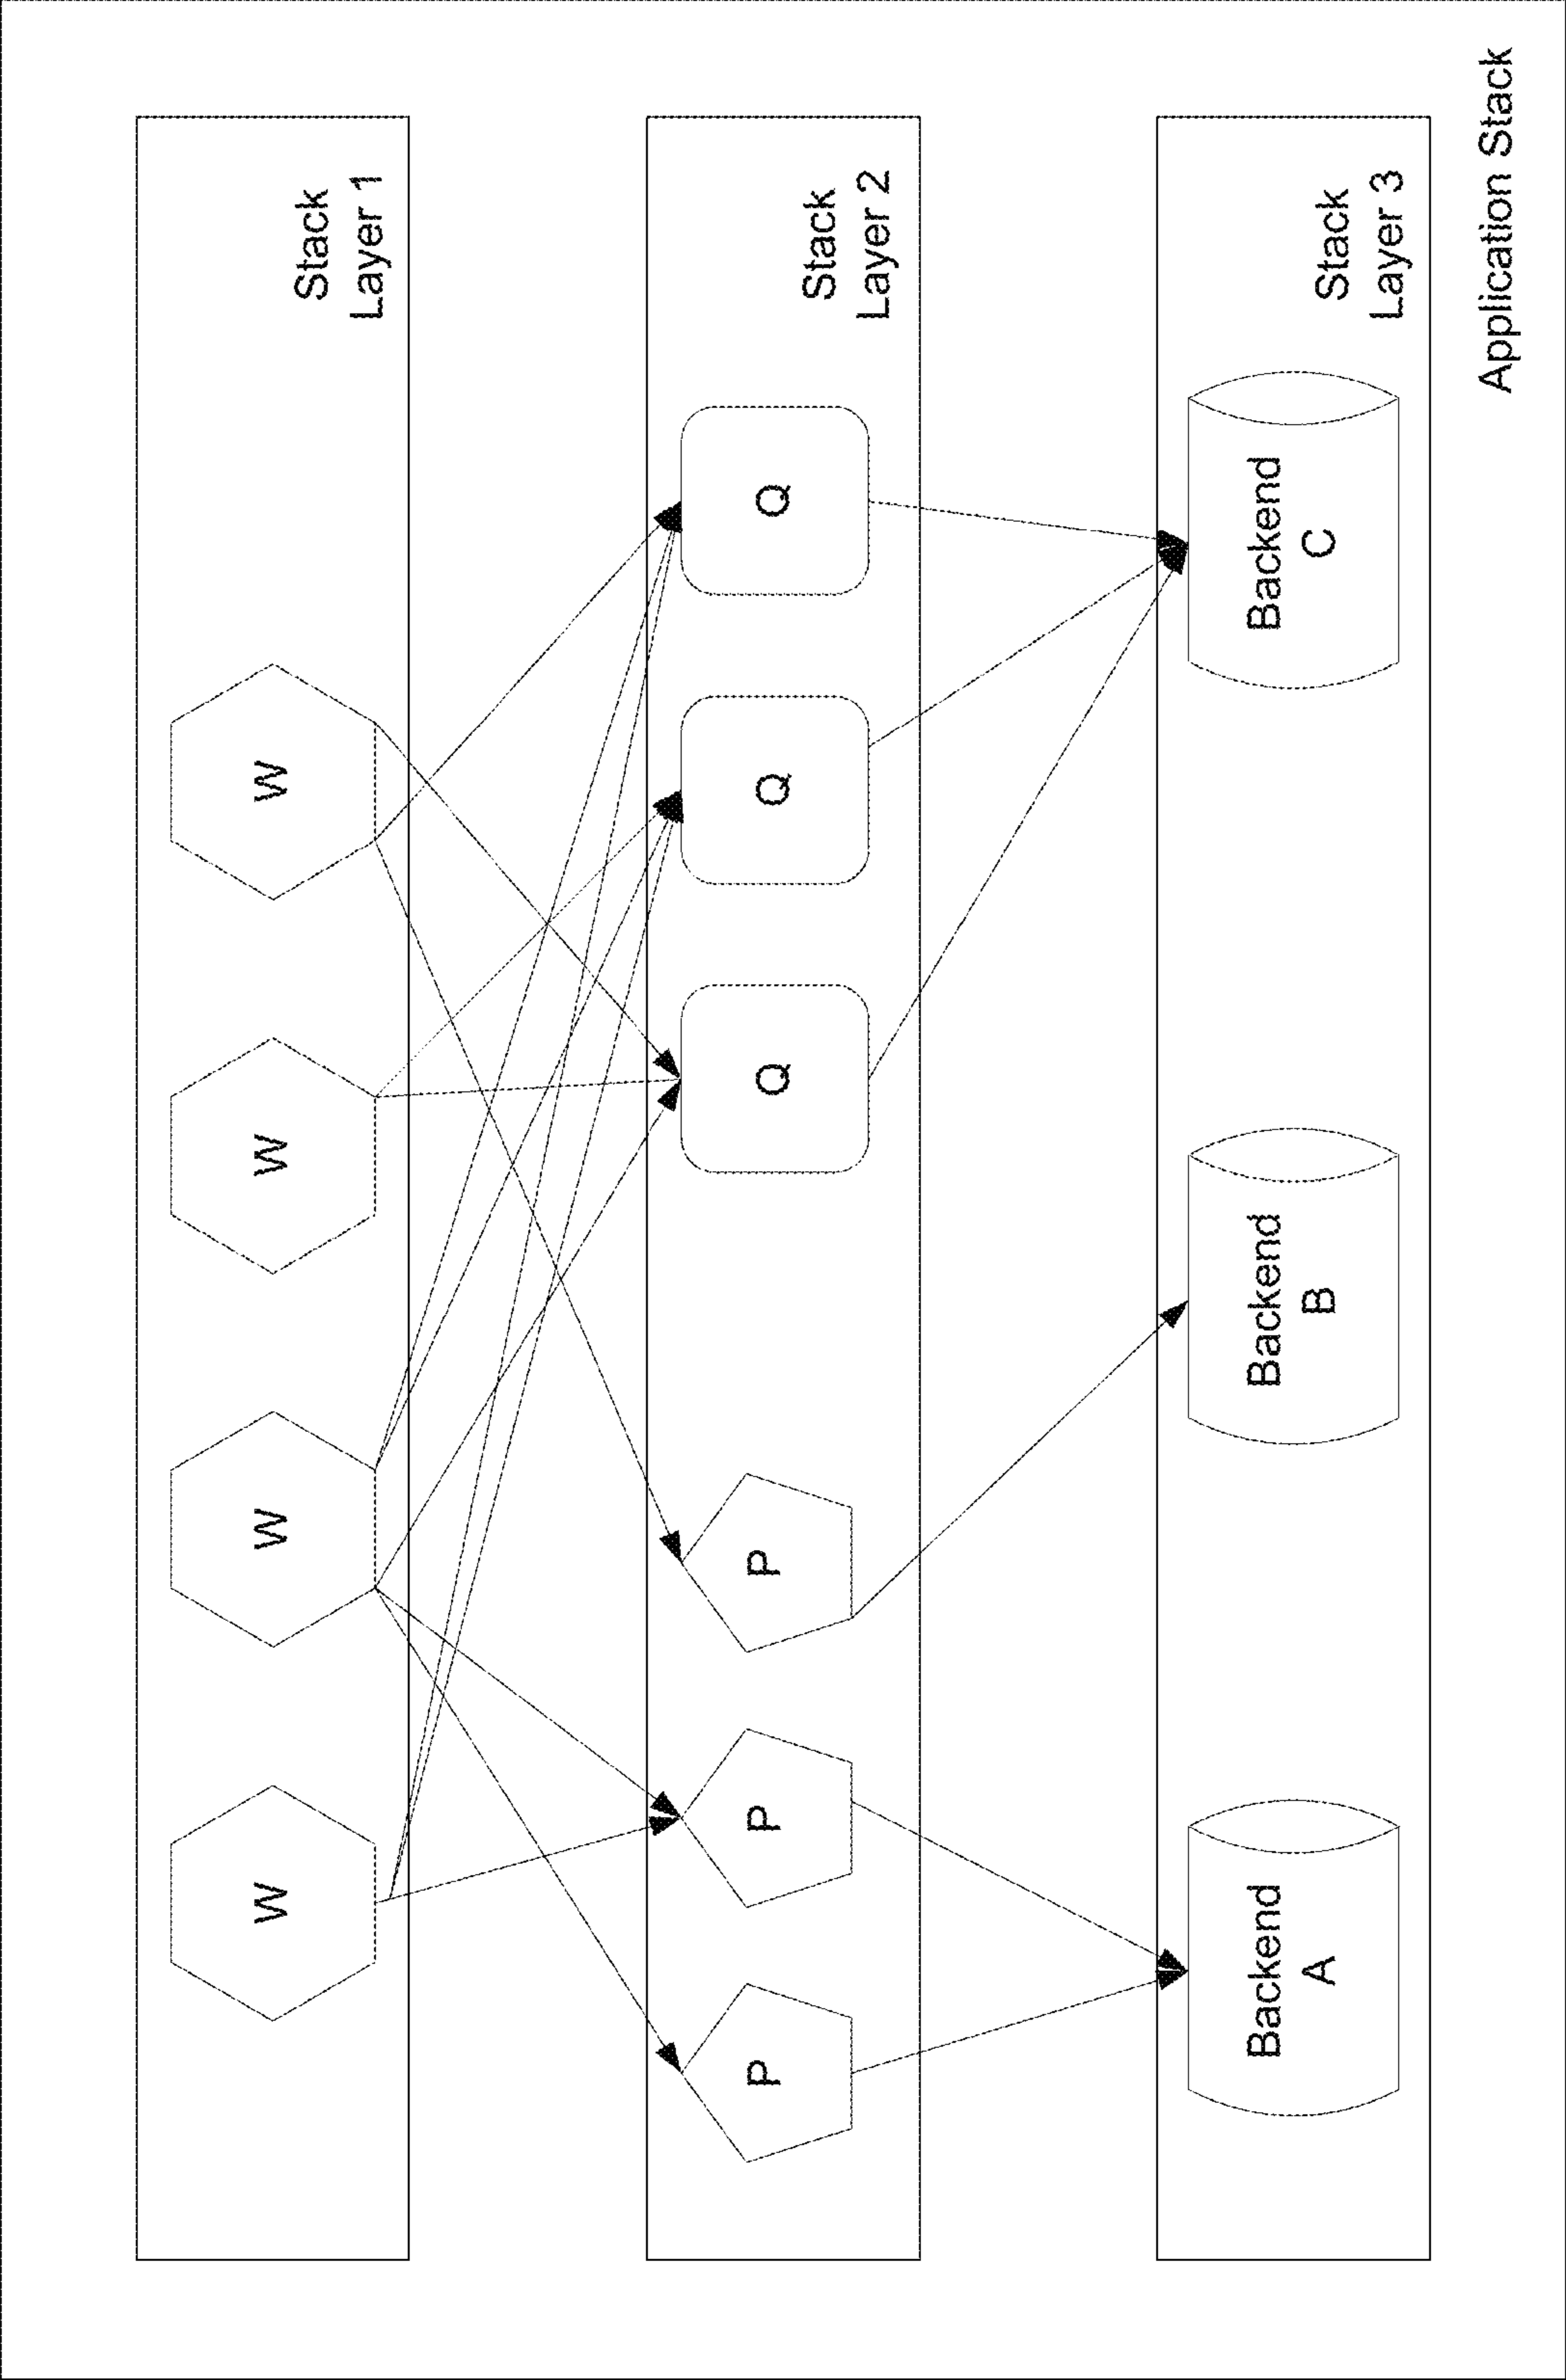 W
W
W
W
Stack
Layer 1
P
P
P
Q
Q
Q
Stack
Layer 2
Backend
A
Backend
B
Backend
C
Stack
Layer 3
Application Stack